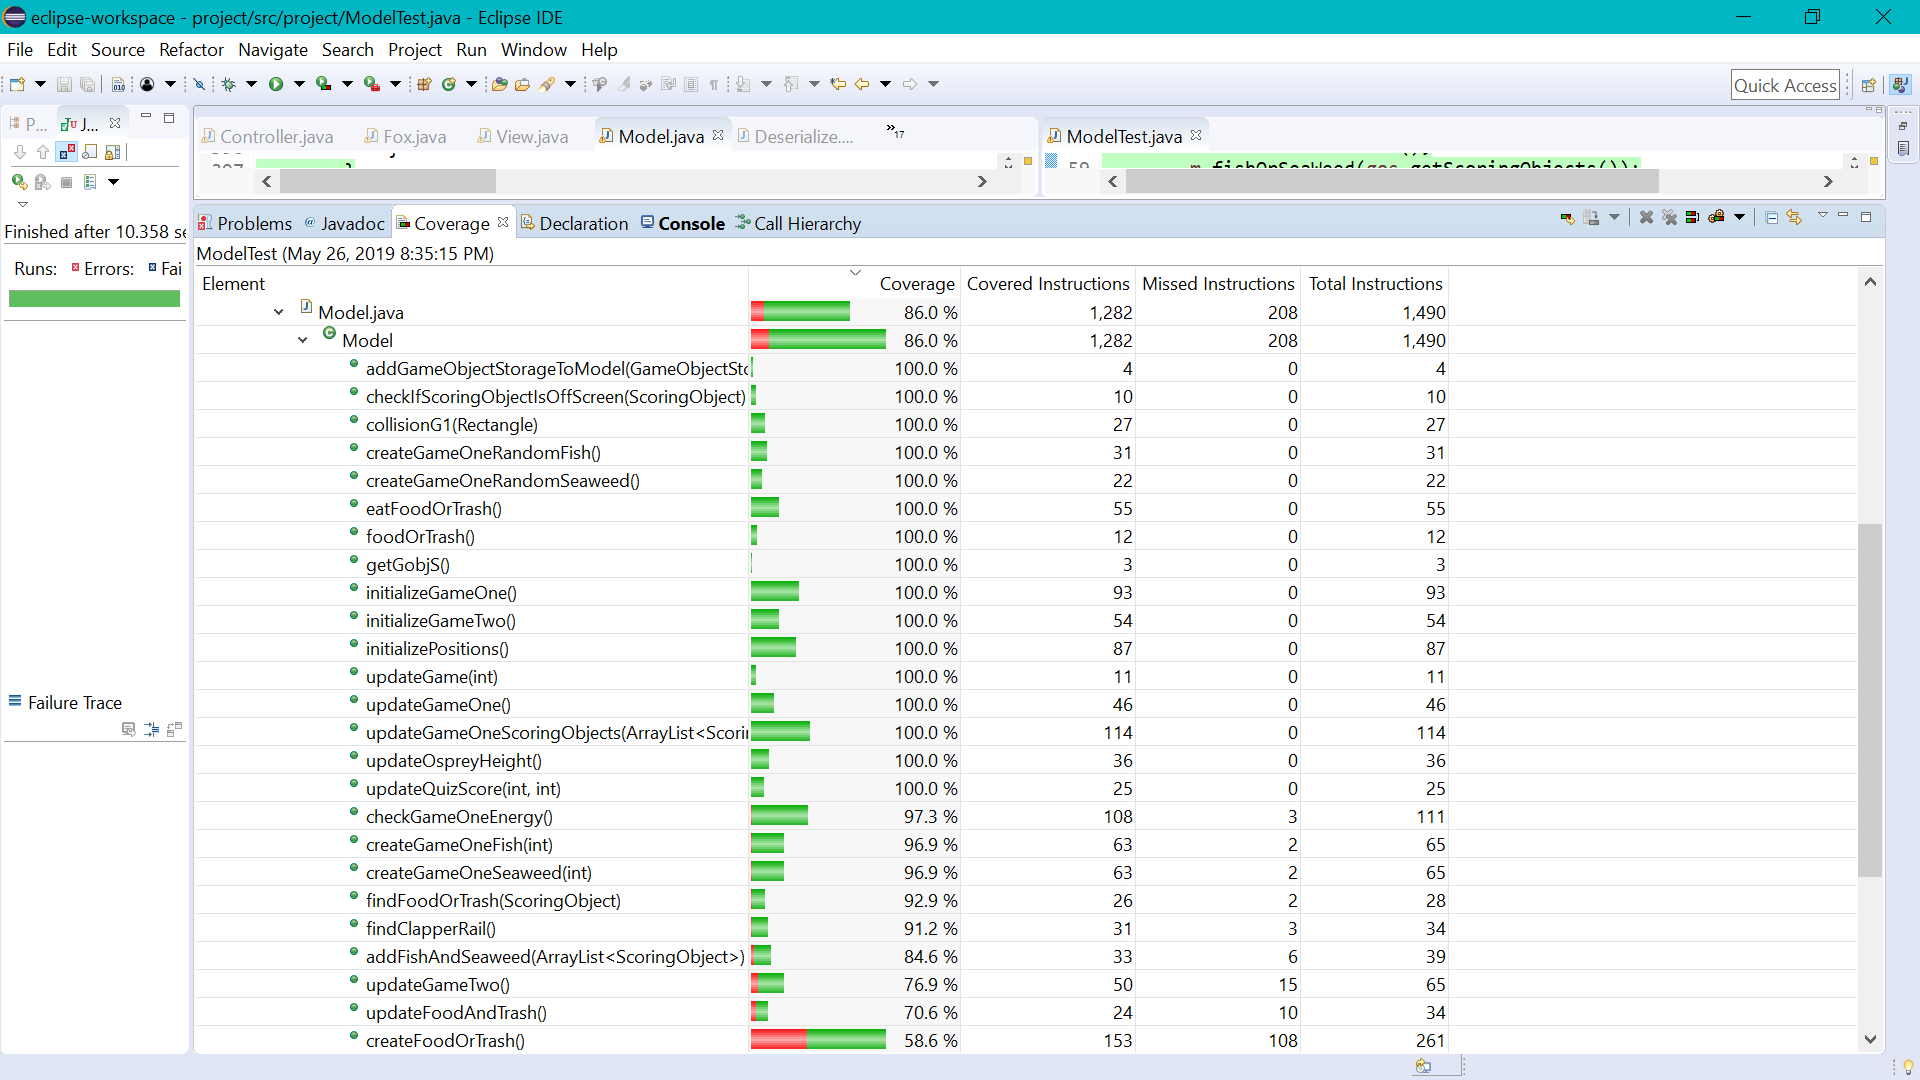 eclipse-workspace - project/src/project/ModelTest.java - Eclipse IDE
File Edit Source Refactor Navigate Search Project Run Window Help
Quick Access
P... J...
Controller.java Fox.java View.java Model.java Deserialize.... »17 ModelTest.java
Finished after 10.358 se
Runs: Errors: Fai
Failure Trace
Problems Javadoc Coverage Declaration Console Call Hierarchy
ModelTest (May 26, 2019 8:35:15 PM)
Element Coverage Covered Instructions Missed Instructions Total Instructions
Model.java 86.0 % 1,282 208 1,490
Model 86.0 % 1,282 208 1,490
addGameObjectStorageToModel(GameObjectSto 100.0 % 4 0 4
checkIfScoringObjectIsOffScreen(ScoringObject) 100.0 % 10 0 10
collisionG1(Rectangle) 100.0 % 27 0 27
createGameOneRandomFish() 100.0 % 31 0 31
createGameOneRandomSeaweed() 100.0 % 22 0 22
eatFoodOrTrash() 100.0 % 55 0 55
foodOrTrash() 100.0 % 12 0 12
getGobjS() 100.0 % 3 0 3
initializeGameOne() 100.0 % 93 0 93
initializeGameTwo() 100.0 % 54 0 54
initializePositions() 100.0 % 87 0 87
updateGame(int) 100.0 % 11 0 11
updateGameOne() 100.0 % 46 0 46
updateGameOneScoringObjects(ArrayList<Scorin 100.0 % 114 0 114
updateOspreyHeight() 100.0 % 36 0 36
updateQuizScore(int, int) 100.0 % 25 0 25
checkGameOneEnergy() 97.3 % 108 3 111
createGameOneFish(int) 96.9 % 63 2 65
createGameOneSeaweed(int) 96.9 % 63 2 65
findFoodOrTrash(ScoringObject) 92.9 % 26 2 28
findClapperRail() 91.2 % 31 3 34
addFishAndSeaweed(ArrayList<ScoringObject>) 84.6 % 33 6 39
updateGameTwo() 76.9 % 50 15 65
updateFoodAndTrash() 70.6 % 24 10 34
createFoodOrTrash() 58.6 % 153 108 261